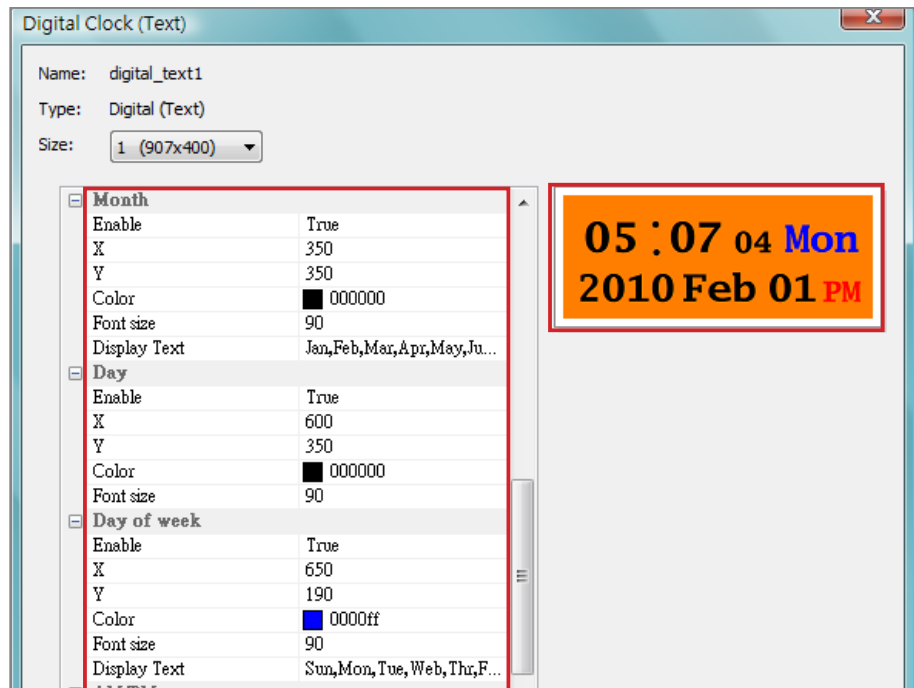 Digital Clock (Text)
x
Name: digital_text1
Type: Digital (Text)
Size: 1 (907x400)
Month
Enable True
X 350
Y 350
Color 000000
Font size 90
Display Text Jan,Feb,Mar,Apr,May,Ju...
Day
Enable True
X 600
Y 350
Color 000000
Font size 90
Day of week
Enable True
X 650
Y 190
Color 0000ff
Font size 90
Display Text Sun,Mon,Tue,Web,Thr,F...
05:07 04 Mon
2010 Feb 01 PM